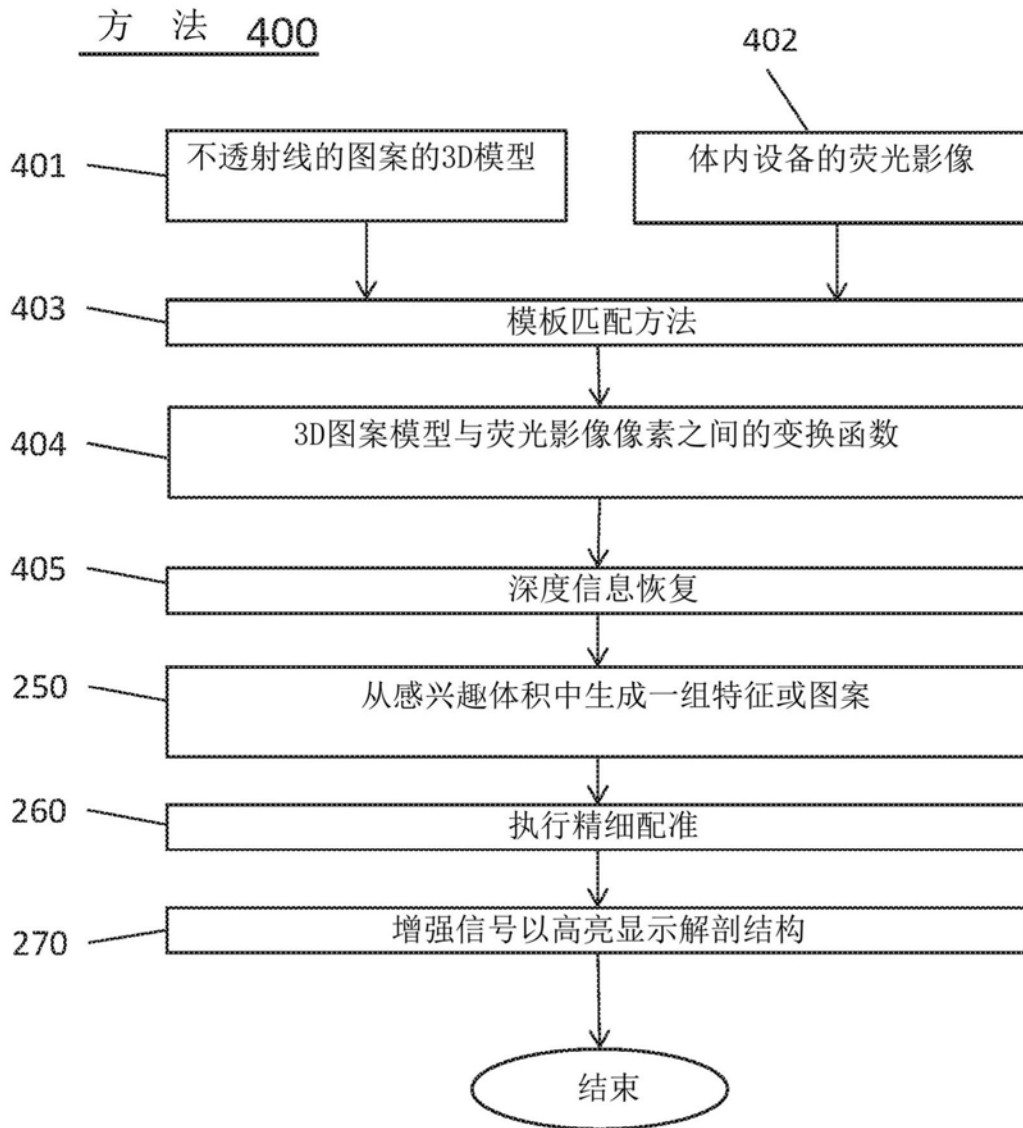 方 法 400
402
401
不透射线的图案的3D模型
体内设备的荧光影像
403
模板匹配方法
404
3D图案模型与荧光影像像素之间的变换函数
405
深度信息恢复
250
从感兴趣体积中生成一组特征或图案
260
执行精细配准
270
增强信号以高亮显示解剖结构
结束